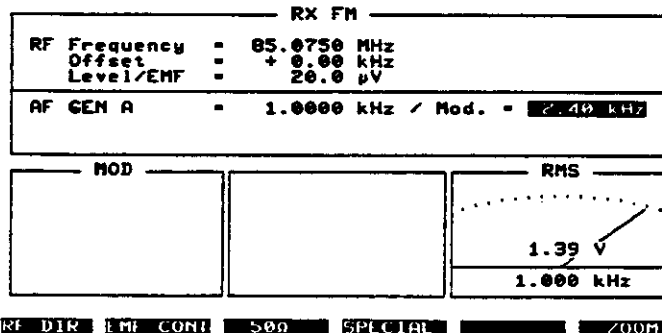 RX FM
RF Frequency = 85.0750 MHz
Offset = + 0.00 kHz
Level/EMF = 20.0 µV
AF GEN A = 1.0000 kHz / Mod. = 2.40 kHz
MOD
RMS
1.39 V
1.000 kHz
RF DIR EMF CONT 50Ω SPECIAL ZOOM